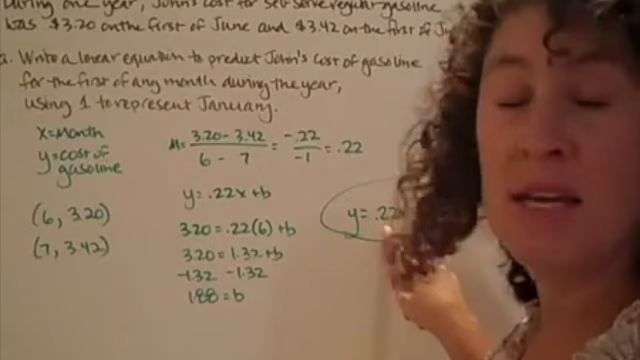 During one year, John's cost for self-serve regular gasoline
was $3.20 on the first of June and $3.42 on the first of Ju
a. Write a linear equation to predict John's cost of gasoline
for the first of any month during the year,
using 1 to represent January.
x=Month
y=cost of
gasoline
(6, 3.20)
(7, 3.42)
M= 3.20 - 3.42 / 6 - 7 = -.22 / -1 = .22
y= .22x + b
3.20 = .22(6) + b
3.20 = 1.32 + b
-1.32 -1.32
1.88 = b
y= .22x